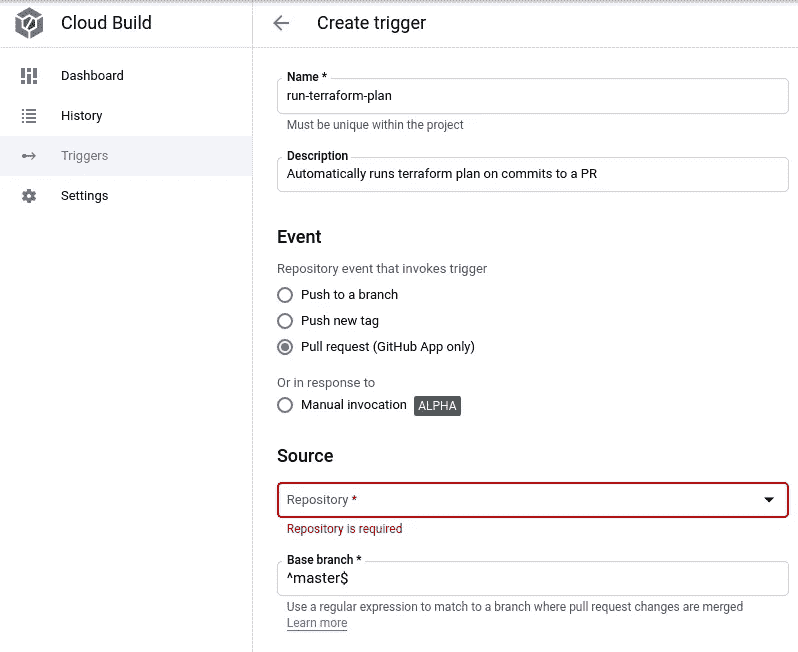 Cloud Build
Create trigger
Dashboard
History
Triggers
Settings
Name *
run-terraform-plan
Must be unique within the project
Description
Automatically runs terraform plan on commits to a PR
Event
Repository event that invokes trigger
Push to a branch
Push new tag
Pull request (GitHub App only)
Or in response to
Manual invocation ALPHA
Source
Repository *
Repository is required
Base branch *
^master$
Use a regular expression to match to a branch where pull request changes are merged
Learn more